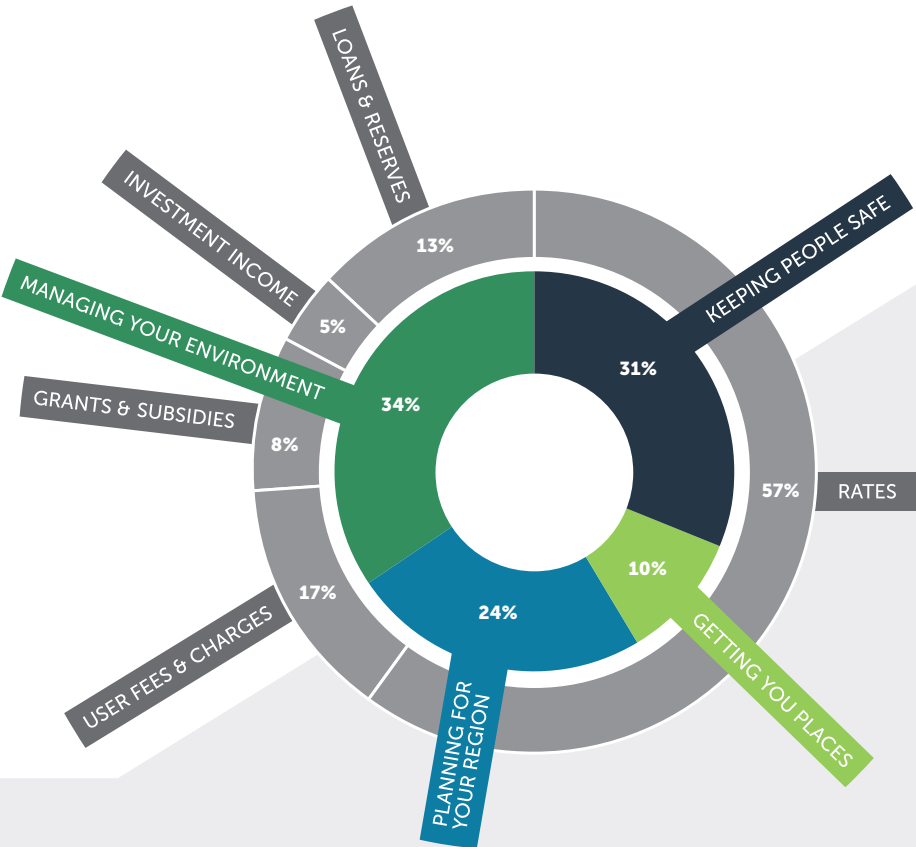 LOANS & RESERVES
INVESTMENT INCOME
KEEPING PEOPLE SAFE
13%
MANAGING YOUR ENVIRONMENT
5%
31%
GRANTS & SUBSIDIES
34%
8%
57%
RATES
10%
17%
24%
USER FEES & CHARGES
GETTING YOU PLACES
PLANNING FOR
YOUR REGION